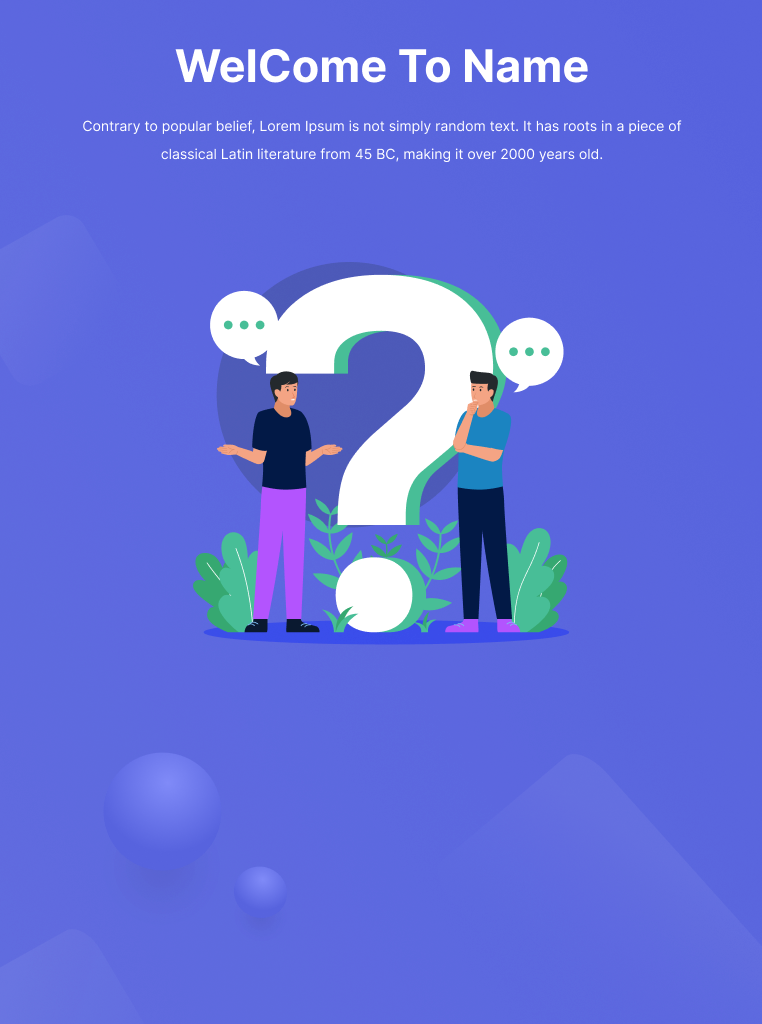 WelCome To Name
Contrary to popular belief, Lorem Ipsum is not simply random text. It has roots in a piece of
classical Latin literature from 45 BC, making it over 2000 years old.